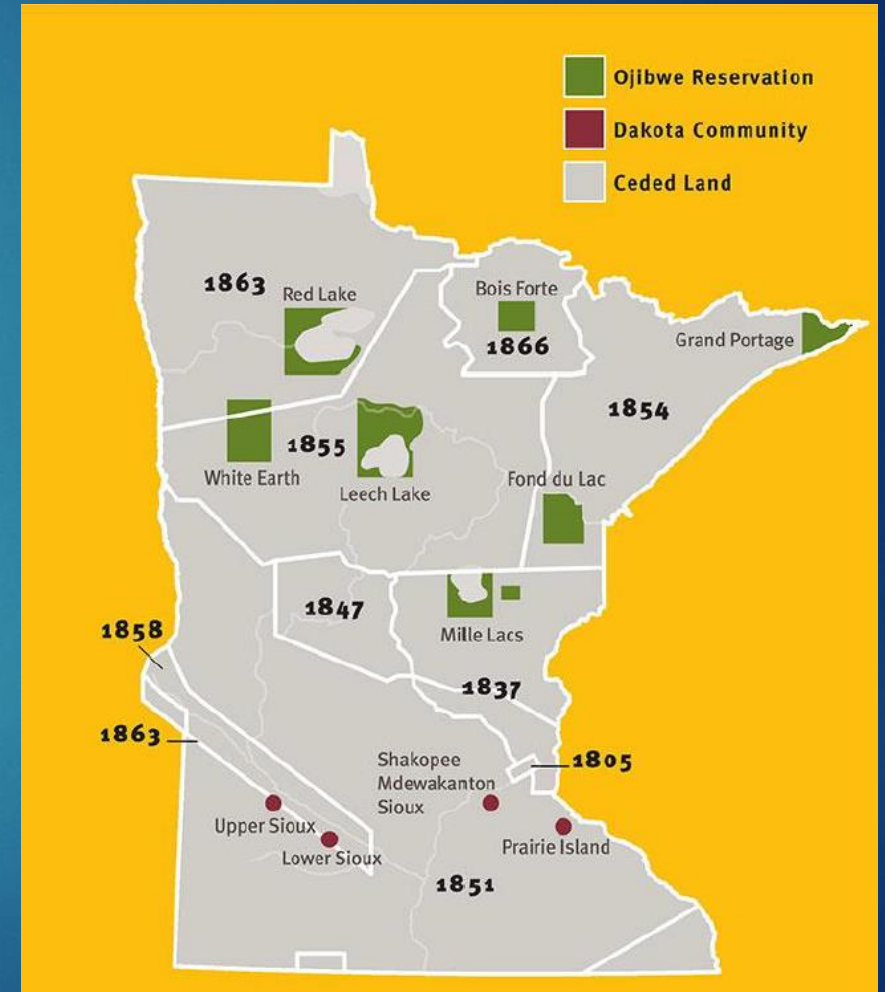 Ojibwe Reservation
Dakota Community
Ceded Land
1863
Red Lake
Bois Forte
1866
Grand Portage
1854
1855
White Earth
Leech Lake
Fond du Lac
1847
Mille Lacs
1858
1837
1863
1805
Shakopee
Mdewakanton
Sioux
Upper Sioux
Lower Sioux
Prairie Island
1851